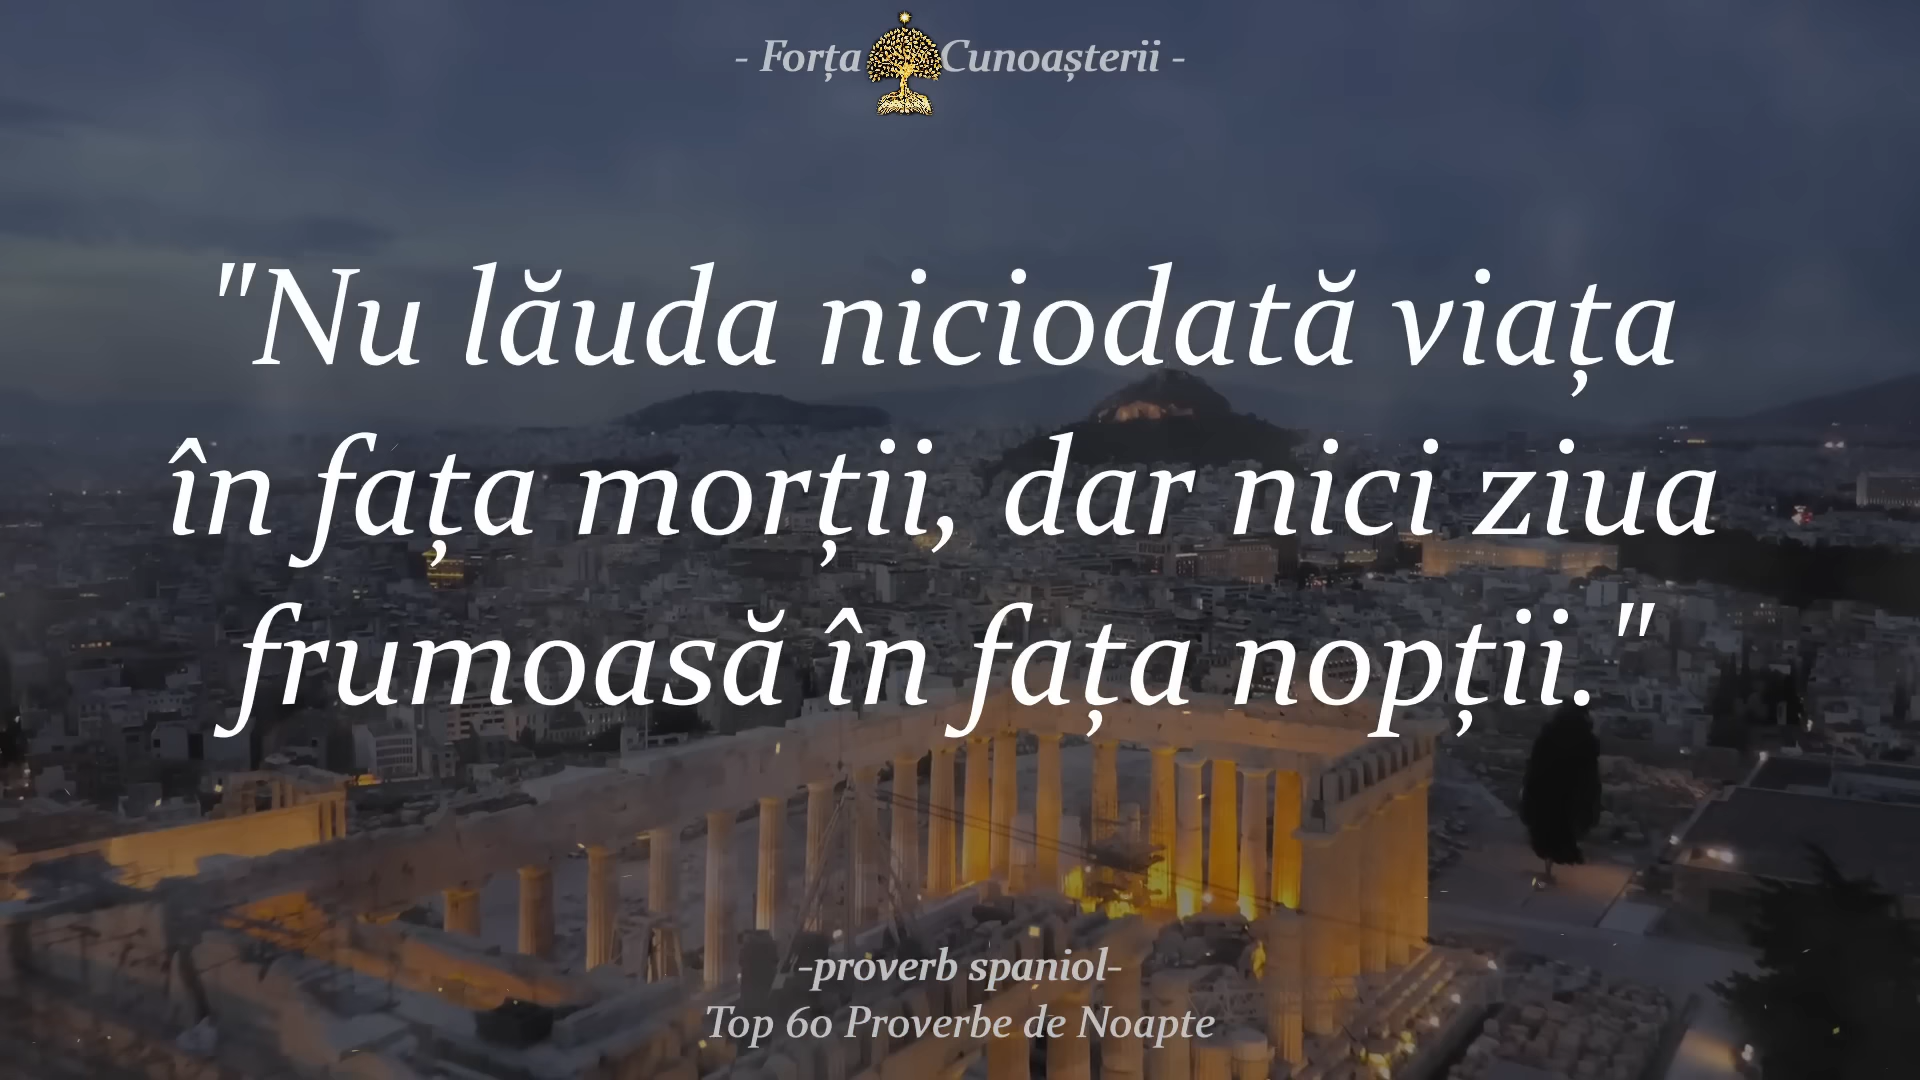 - Forța Cunoașterii -
"Nu lăuda niciodată viața
în fața morții, dar nici ziua
frumoasă în fața nopții."
-proverb spaniol-
Top 60 Proverbe de Noapte